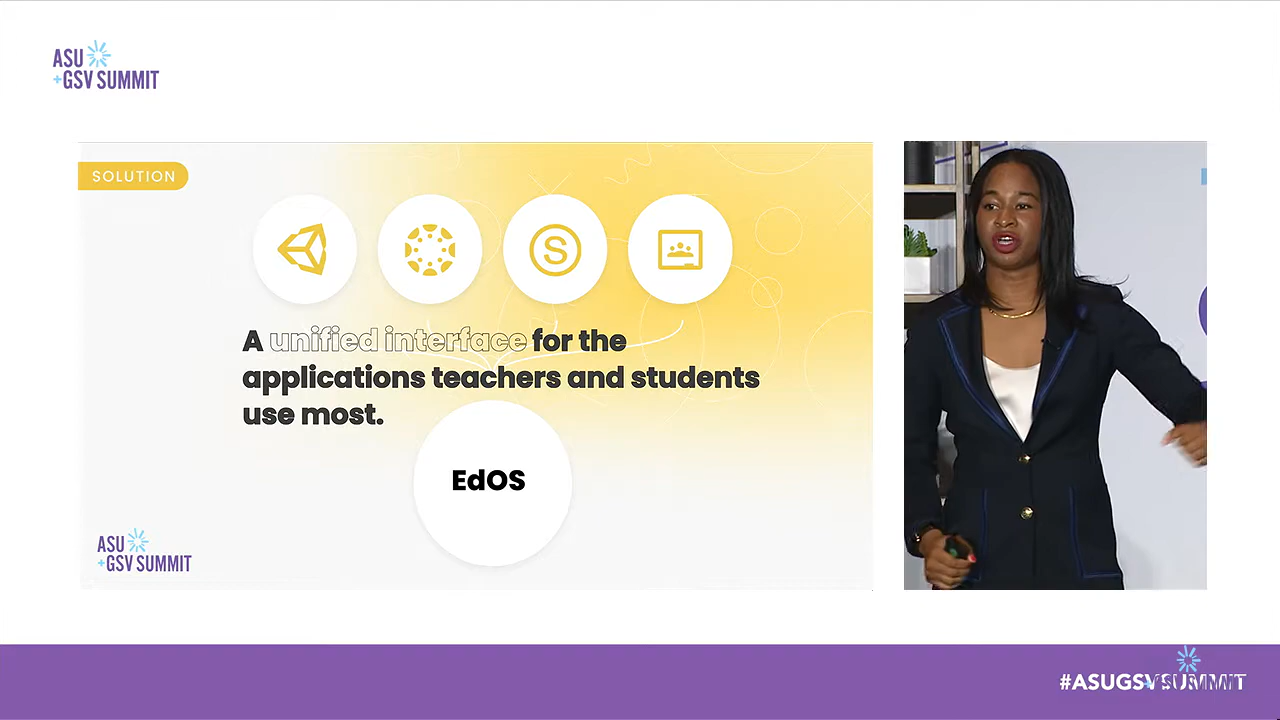 ASU
+GSV SUMMIT
SOLUTION
S
A unified interface for the
applications teachers and students
use most.
EdOS
ASU
+GSV SUMMIT
#ASUGSVSUMMIT